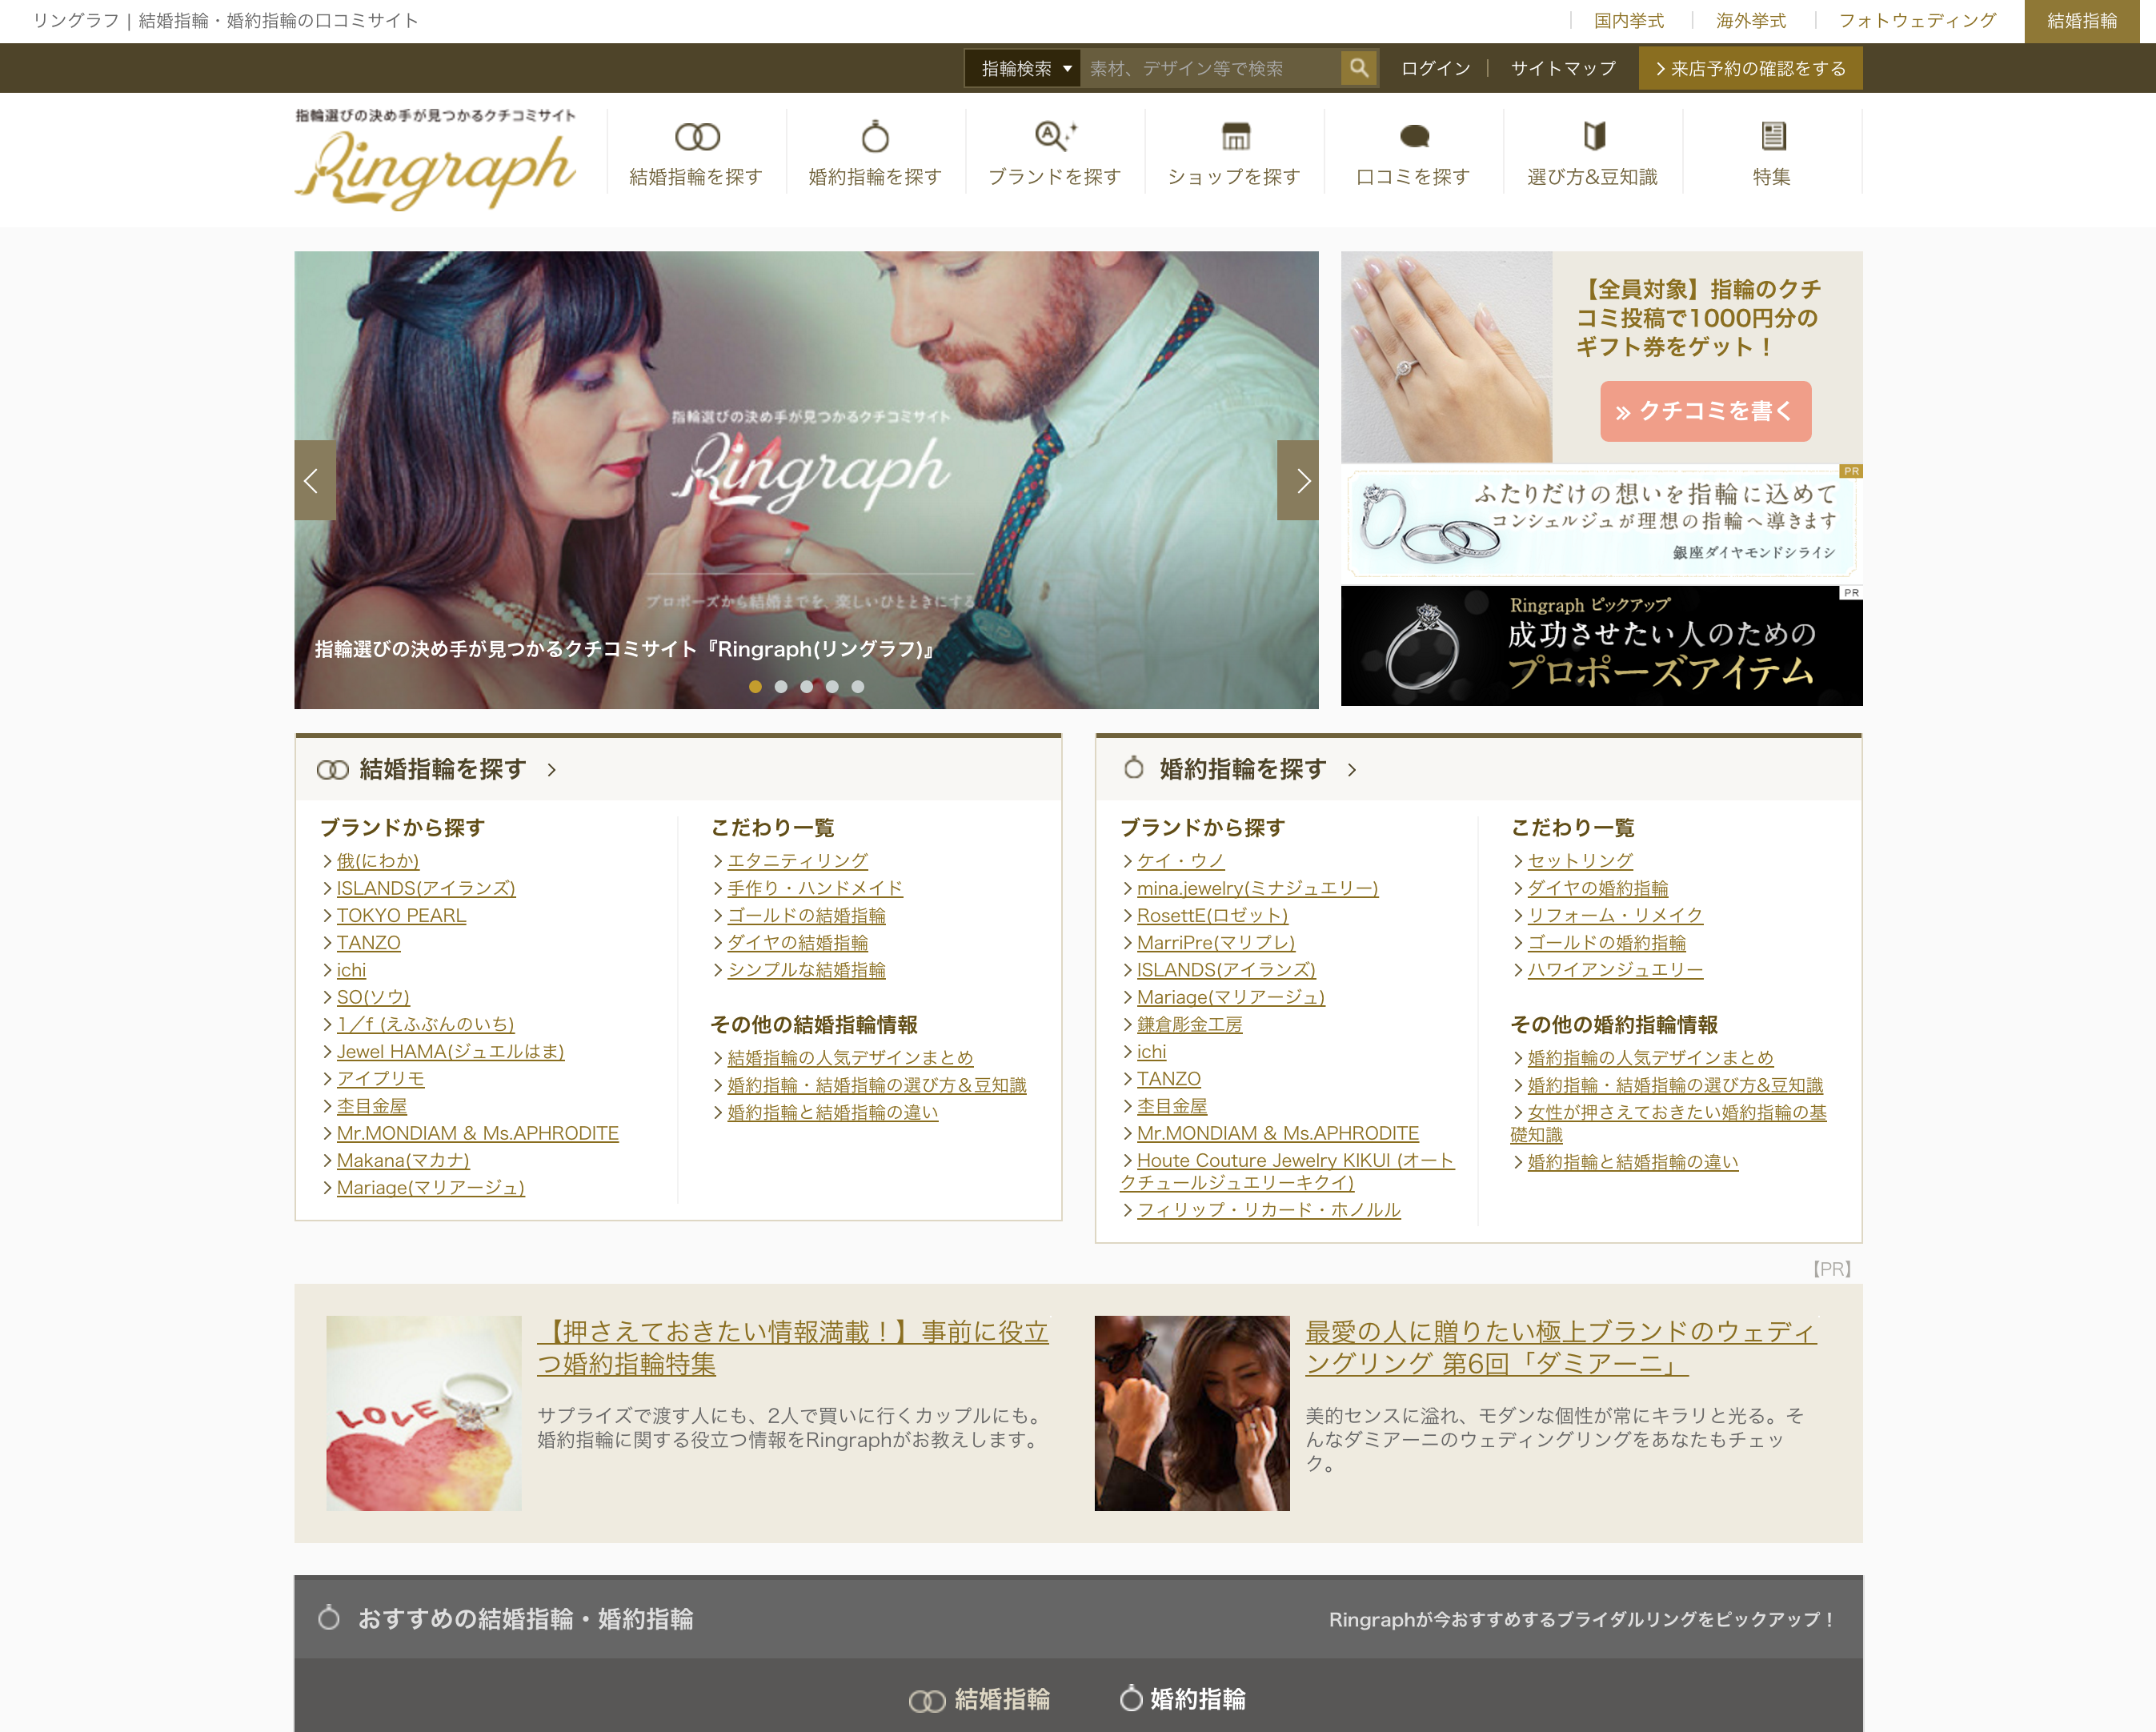 リングラフ | 結婚指輪・婚約指輪の口コミサイト
国内挙式
海外挙式
フォトウェディング
結婚指輪
指輪検索
素材、デザイン等で検索
ログイン
サイトマップ
来店予約の確認をする
指輪選びの決め手が見つかるクチコミサイト
Ringraph
結婚指輪を探す
婚約指輪を探す
ブランドを探す
ショップを探す
口コミを探す
選び方&豆知識
特集
指輪選びの決め手が見つかるクチコミサイト
Ringraph
プロポーズから結婚までを、楽しいひとときにする
指輪選びの決め手が見つかるクチコミサイト『Ringraph(リングラフ)』
【全員対象】指輪のクチ
コミ投稿で1000円分の
ギフト券をゲット！
クチコミを書く
PR
ふたりだけの想いを指輪に込めて
コンシェルジュが理想の指輪へ導きます
銀座ダイヤモンドシライシ
PR
Ringraph ピックアップ
成功させたい人のための
プロポーズアイテム
結婚指輪を探す
ブランドから探す
俄(にわか)
ISLANDS(アイランズ)
TOKYO PEARL
TANZO
ichi
SO(ソウ)
1／f (えふぶんのいち)
Jewel HAMA(ジュエルはま)
アイプリモ
杢目金屋
Mr.MONDIAM & Ms.APHRODITE
Makana(マカナ)
Mariage(マリアージュ)
こだわり一覧
エタニティリング
手作り・ハンドメイド
ゴールドの結婚指輪
ダイヤの結婚指輪
シンプルな結婚指輪
その他の結婚指輪情報
結婚指輪の人気デザインまとめ
婚約指輪・結婚指輪の選び方＆豆知識
婚約指輪と結婚指輪の違い
婚約指輪を探す
ブランドから探す
ケイ・ウノ
mina.jewelry(ミナジュエリー)
RosettE(ロゼット)
MarriPre(マリプレ)
ISLANDS(アイランズ)
Mariage(マリアージュ)
鎌倉彫金工房
ichi
TANZO
杢目金屋
Mr.MONDIAM & Ms.APHRODITE
Houte Couture Jewelry KIKUI (オート
クチュールジュエリーキクイ)
フィリップ・リカード・ホノルル
こだわり一覧
セットリング
ダイヤの婚約指輪
リフォーム・リメイク
ゴールドの婚約指輪
ハワイアンジュエリー
その他の婚約指輪情報
婚約指輪の人気デザインまとめ
婚約指輪・結婚指輪の選び方&豆知識
女性が押さえておきたい婚約指輪の基
礎知識
婚約指輪と結婚指輪の違い
【PR】
LOVE
【押さえておきたい情報満載！】事前に役立
つ婚約指輪特集
サプライズで渡す人にも、2人で買いに行くカップルにも。
婚約指輪に関する役立つ情報をRingraphがお教えします。
最愛の人に贈りたい極上ブランドのウェディ
ングリング 第6回「ダミアーニ」
美的センスに溢れ、モダンな個性が常にキラリと光る。そ
んなダミアーニのウェディングリングをあなたもチェッ
ク。
おすすめの結婚指輪・婚約指輪
Ringraphが今おすすめするブライダルリングをピックアップ！
結婚指輪
婚約指輪